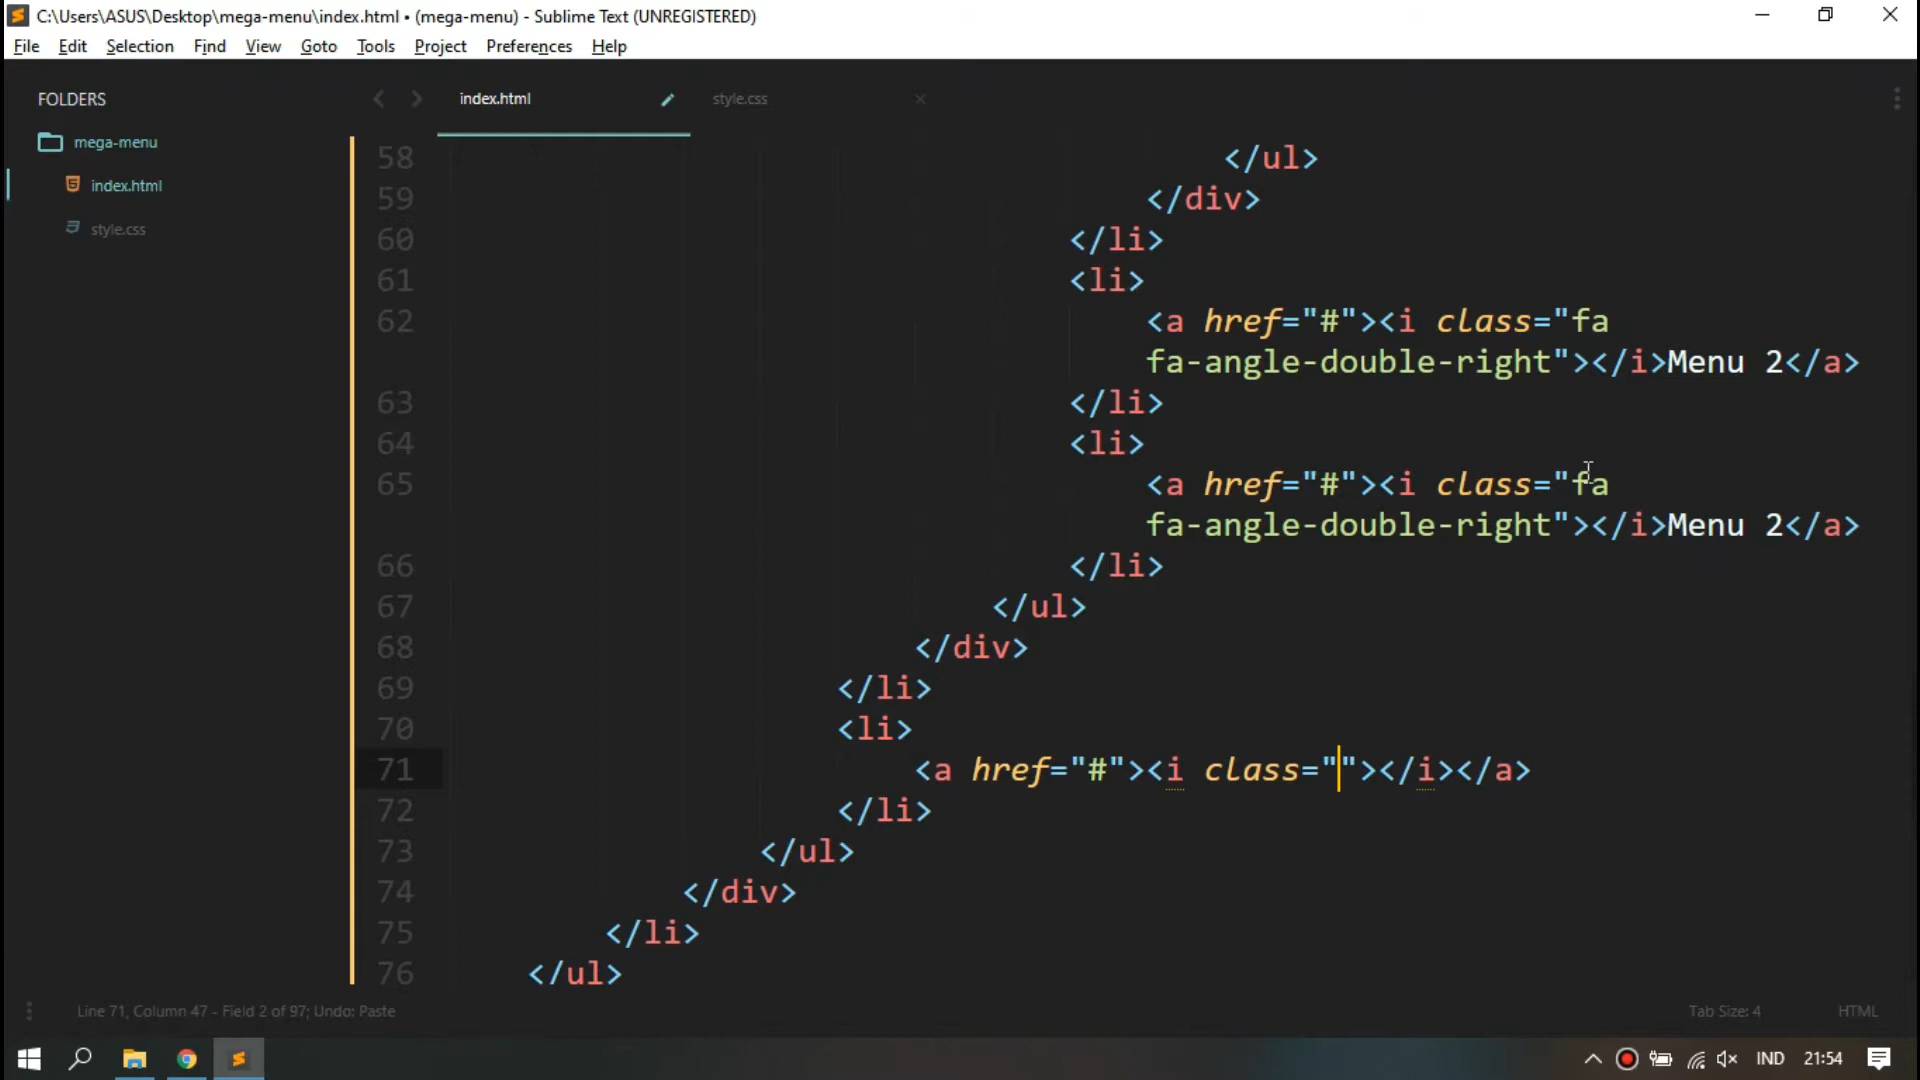 C:\Users\ASUS\Desktop\mega-menu\index.html • (mega-menu) - Sublime Text (UNREGISTERED)
File Edit Selection Find View Goto Tools Project Preferences Help
FOLDERS
mega-menu
index.html
style.css
index.html
style.css
58 </ul>
59 </div>
60 </li>
61 <li>
62 <a href="#"><i class="fa
fa-angle-double-right"></i>Menu 2</a>
63 </li>
64 <li>
65 <a href="#"><i class="fa
fa-angle-double-right"></i>Menu 2</a>
66 </li>
67 </ul>
68 </div>
69 </li>
70 <li>
71 <a href="#"><i class=""></i></a>
72 </li>
73 </ul>
74 </div>
75 </li>
76 </ul>
Line 71, Column 47 - Field 2 of 97; Undo: Paste
Tab Size: 4
HTML
IND
21:54